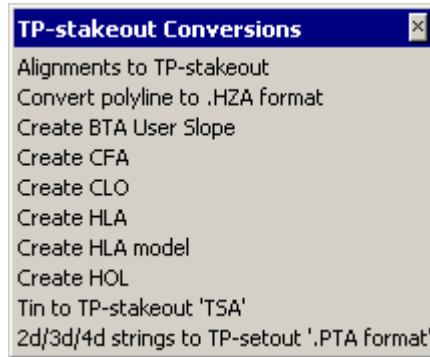 TP-stakeout Conversions
Alignments to TP-stakeout
Convert polyline to .HZA format
Create BTA User Slope
Create CFA
Create CLO
Create HLA
Create HLA model
Create HOL
Tin to TP-stakeout 'TSA'
2d/3d/4d strings to TP-setout '.PTA format'